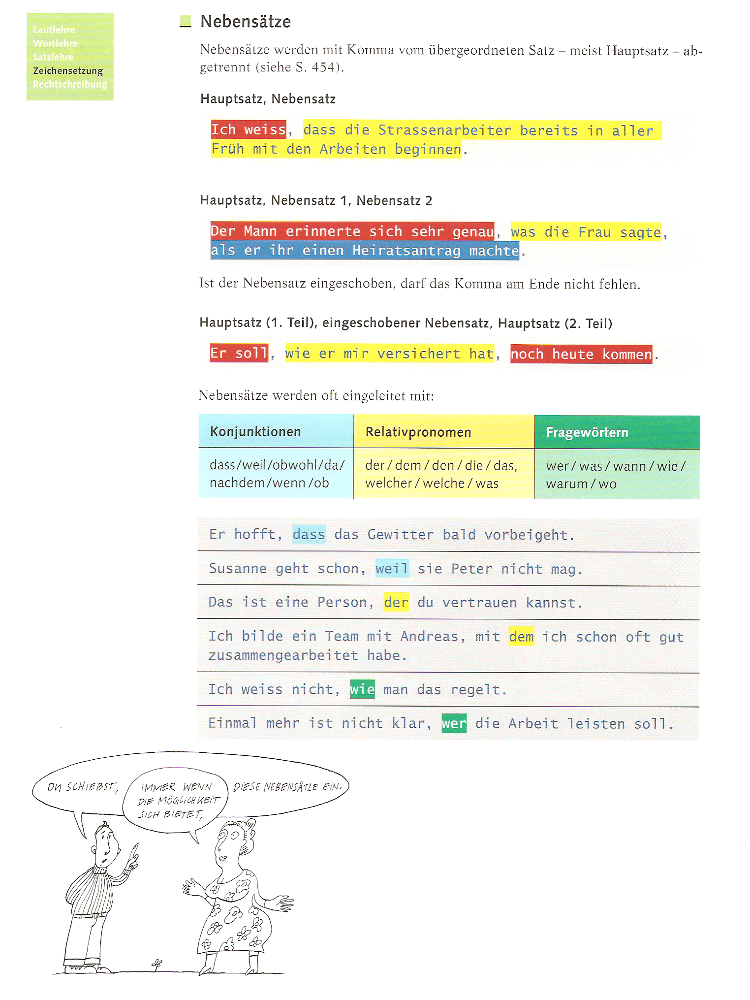 Lautlehre
Wortlehre
Satzlehre
Zeichensetzung
Rechtschreibung
Nebensätze
Nebensätze werden mit Komma vom übergeordneten Satz – meist Hauptsatz – ab-
getrennt (siehe S. 454).
Hauptsatz, Nebensatz
Ich weiss, dass die Strassenarbeiter bereits in aller
Früh mit den Arbeiten beginnen.
Hauptsatz, Nebensatz 1, Nebensatz 2
Der Mann erinnerte sich sehr genau, was die Frau sagte,
als er ihr einen Heiratsantrag machte.
Ist der Nebensatz eingeschoben, darf das Komma am Ende nicht fehlen.
Hauptsatz (1. Teil), eingeschobener Nebensatz, Hauptsatz (2. Teil)
Er soll, wie er mir versichert hat, noch heute kommen.
Nebensätze werden oft eingeleitet mit:
Konjunktionen
dass/weil/obwohl/da/
nachdem/wenn/ob
Relativpronomen
der/dem/den/die/das,
welcher/welche/was
Fragewörtern
wer/was/wann/wie/
warum/wo
Er hofft, dass das Gewitter bald vorbeigeht.
Susanne geht schon, weil sie Peter nicht mag.
Das ist eine Person, der du vertrauen kannst.
Ich bilde ein Team mit Andreas, mit dem ich schon oft gut
zusammengearbeitet habe.
Ich weiss nicht, wie man das regelt.
Einmal mehr ist nicht klar, wer die Arbeit leisten soll.
DU SCHIEBST,
IMMER WENN
DIE MÖGLICHKEIT
SICH BIETET,
DIESE NEBENSÄTZE EIN.